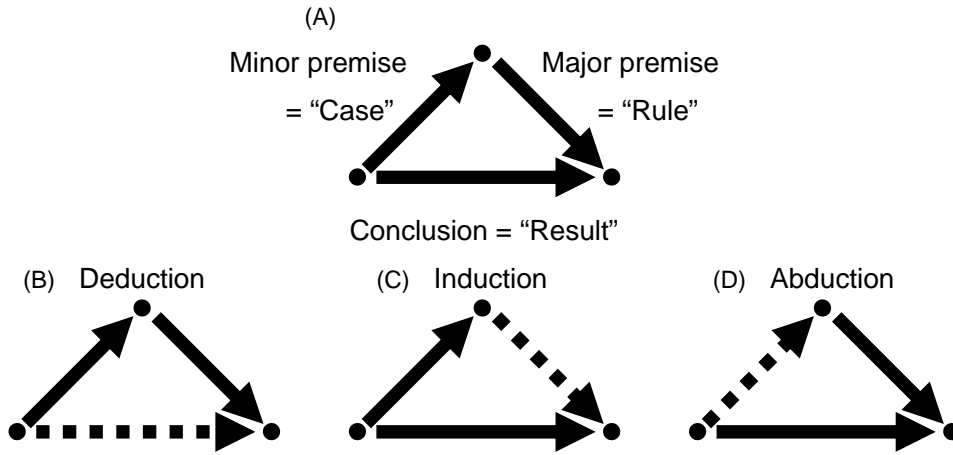 (A)
Minor premise
= “Case”
Major premise
= “Rule”
Conclusion = “Result”
(B) Deduction
(C) Induction
(D) Abduction